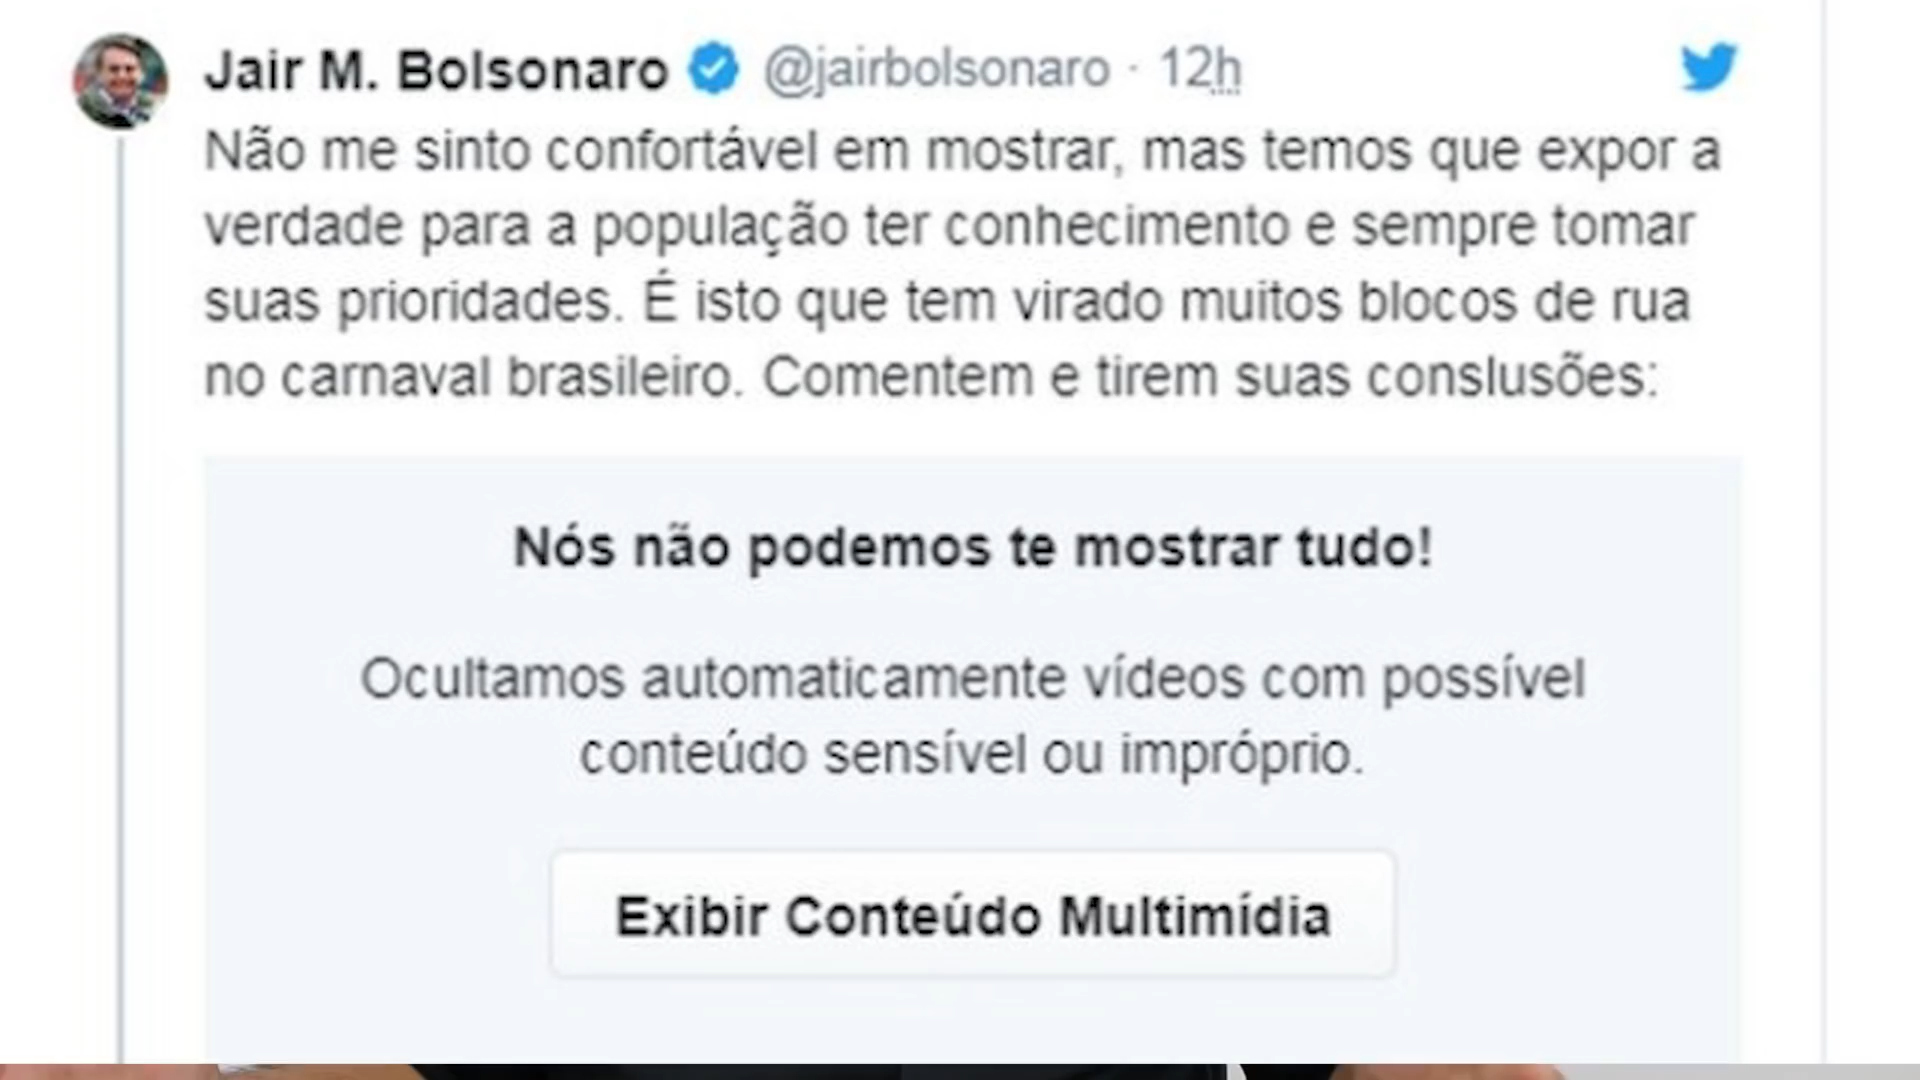 Jair M. Bolsonaro @jairbolsonaro · 12h
Não me sinto confortável em mostrar, mas temos que expor a
verdade para a população ter conhecimento e sempre tomar
suas prioridades. É isto que tem virado muitos blocos de rua
no carnaval brasileiro. Comentem e tirem suas conslusões:
Nós não podemos te mostrar tudo!
Ocultamos automaticamente vídeos com possível
conteúdo sensível ou impróprio.
Exibir Conteúdo Multimídia